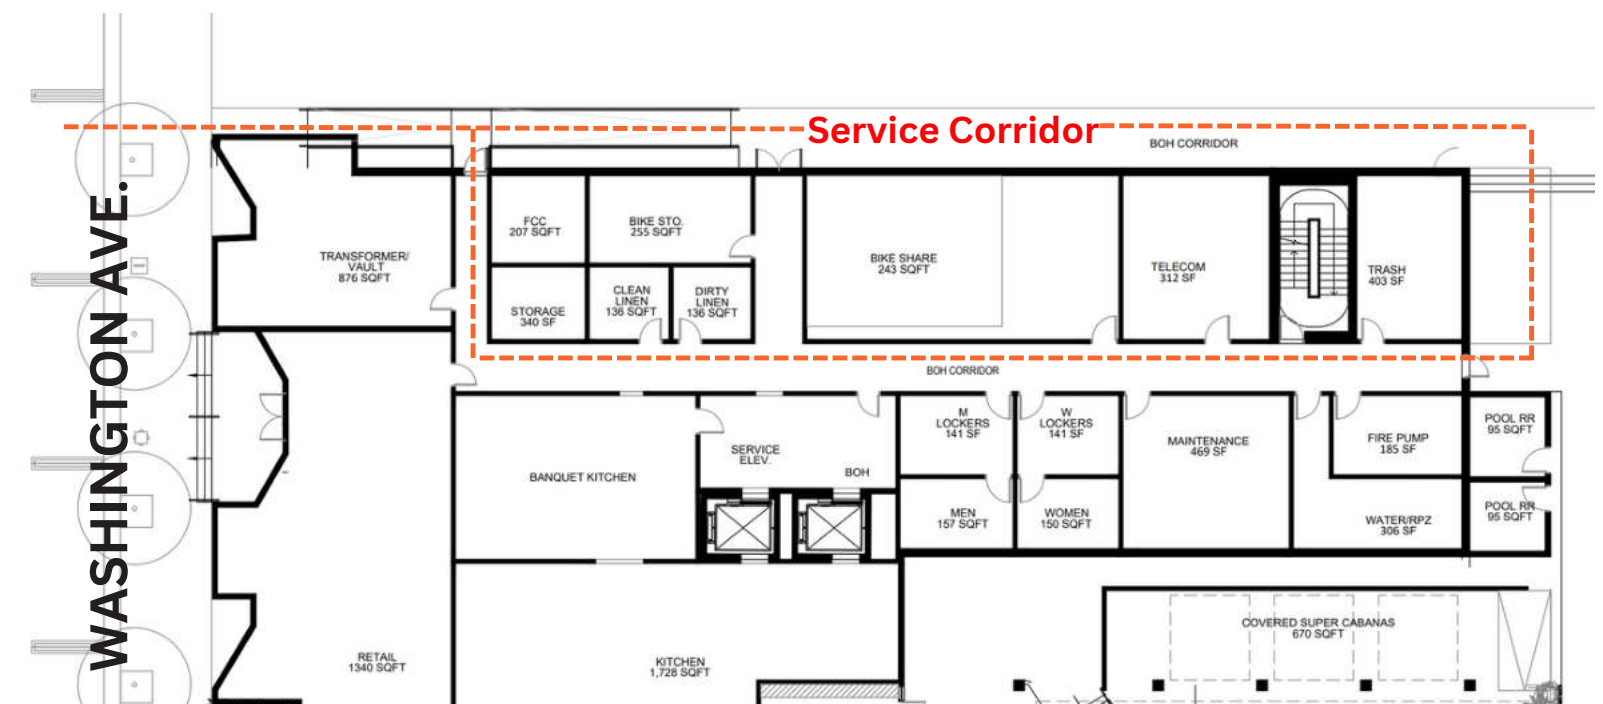 Service Corridor
BOH CORRIDOR
WASHINGTON AVE.
TRANSFORMER/
VAULT
876 SQFT
FCC
207 SQFT
BIKE STO.
255 SQFT
STORAGE
340 SF
CLEAN
LINEN
136 SQFT
DIRTY
LINEN
136 SQFT
BIKE SHARE
243 SQFT
TELECOM
312 SF
TRASH
403 SF
BOH CORRIDOR
BANQUET KITCHEN
SERVICE
ELEV.
BOH
M
LOCKERS
141 SF
W
LOCKERS
141 SF
MEN
157 SQFT
WOMEN
150 SQFT
MAINTENANCE
469 SF
FIRE PUMP
185 SF
WATER/RPZ
306 SF
POOL RR
95 SQFT
POOL RR
95 SQFT
RETAIL
1340 SQFT
KITCHEN
1,728 SQFT
COVERED SUPER CABANAS
670 SQFT